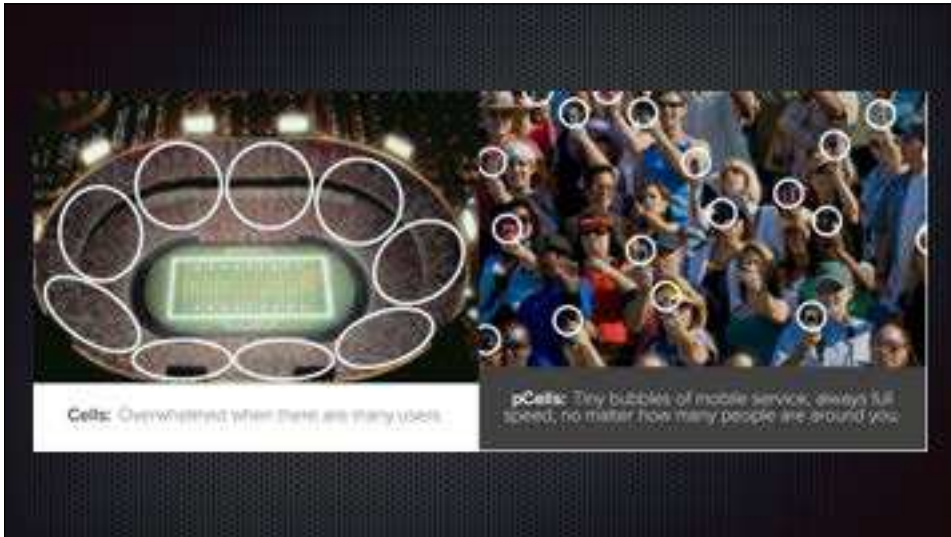 Cells: Overwhelmed when there are many users
pCells: Tiny bubbles of mobile service, always full
speed, no matter how many people are around you